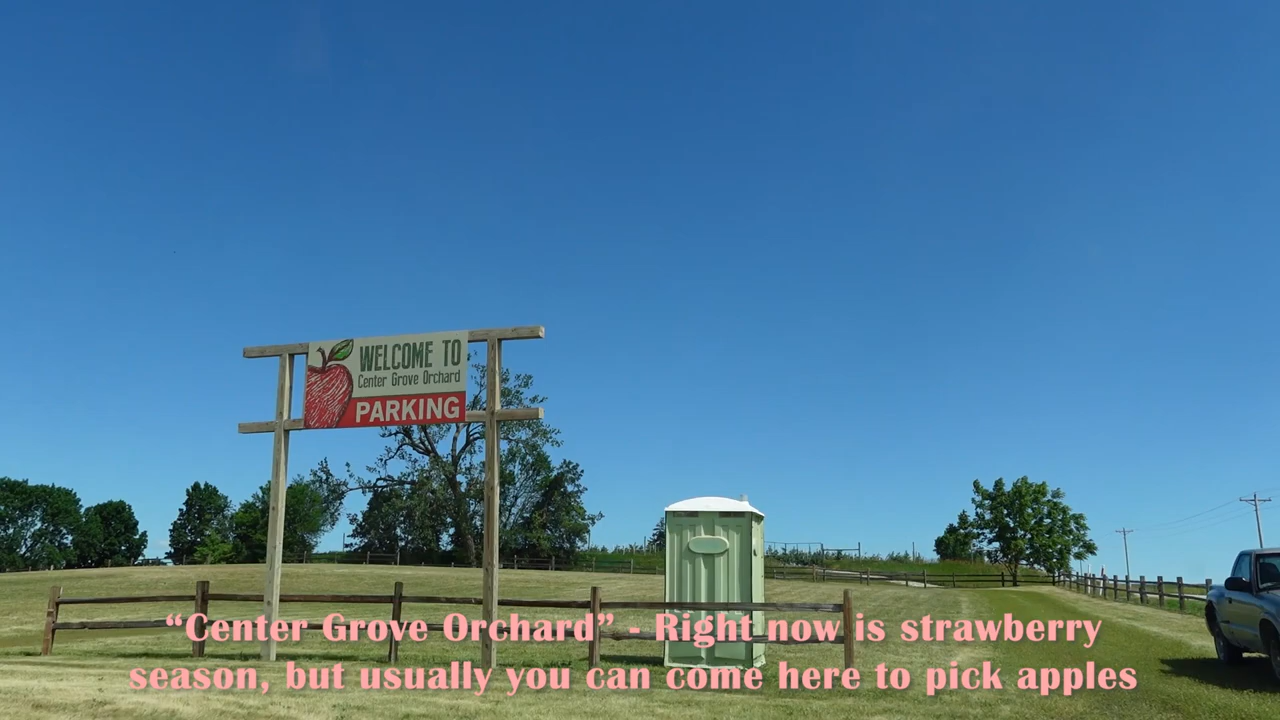 WELCOME TO
Center Grove Orchard
PARKING
“Center Grove Orchard” - Right now is strawberry
season, but usually you can come here to pick apples